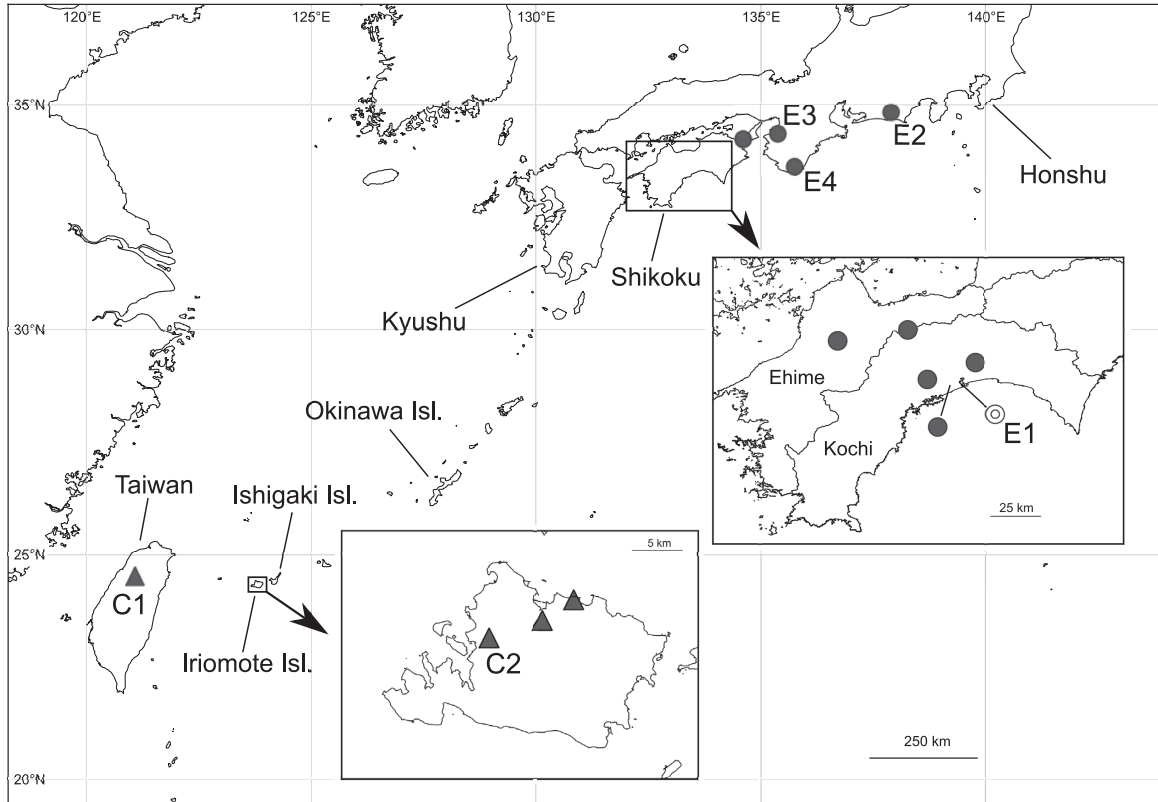 120°E
125°E
130°E
135°E
140°E
35°N
E3
E2
E4
Honshu
Shikoku
Kyushu
30°N
Ehime
Okinawa Isl.
Kochi
E1
Taiwan
Ishigaki Isl.
25 km
25°N
5 km
C1
C2
Iriomote Isl.
250 km
20°N